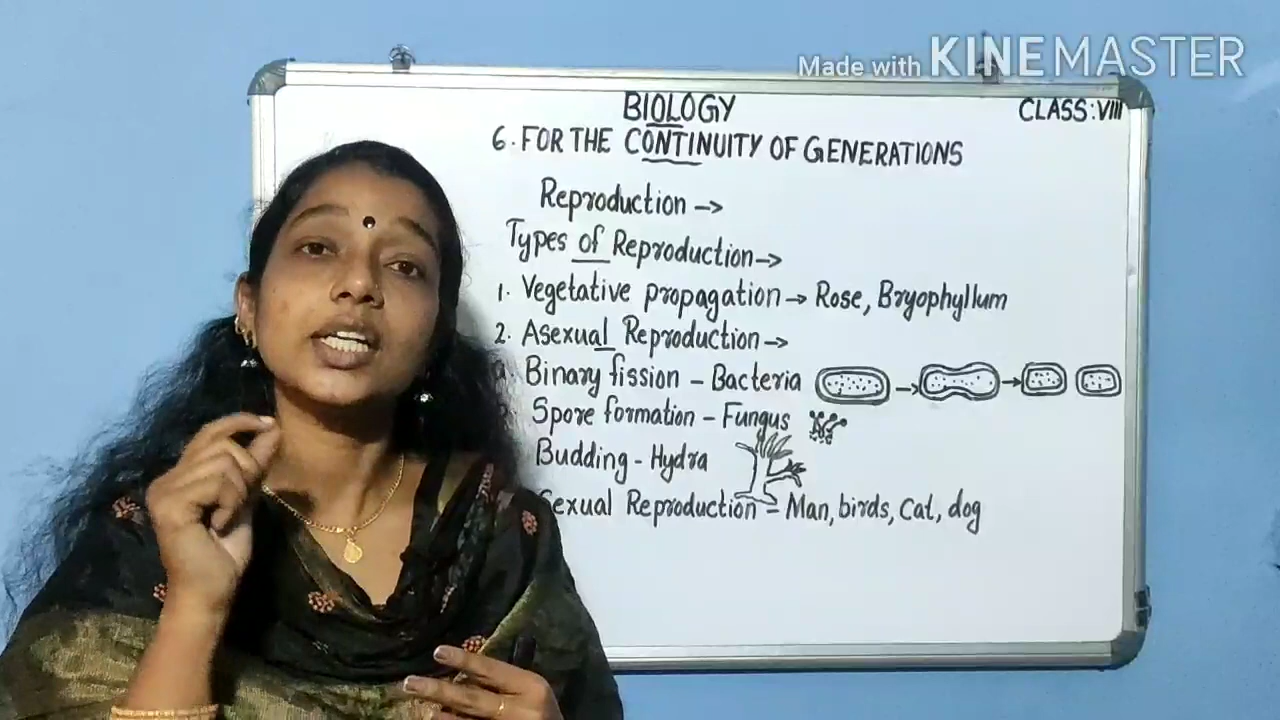 Made with KINEMASTER
BIOLOGY
CLASS: VIII
6. FOR THE CONTINUITY OF GENERATIONS
Reproduction →
Types of Reproduction →
1. Vegetative propagation → Rose, Bryophyllum
2. Asexual Reproduction →
Binary fission - Bacteria
Spore formation - Fungus
Budding - Hydra
Sexual Reproduction - Man, birds, Cat, dog